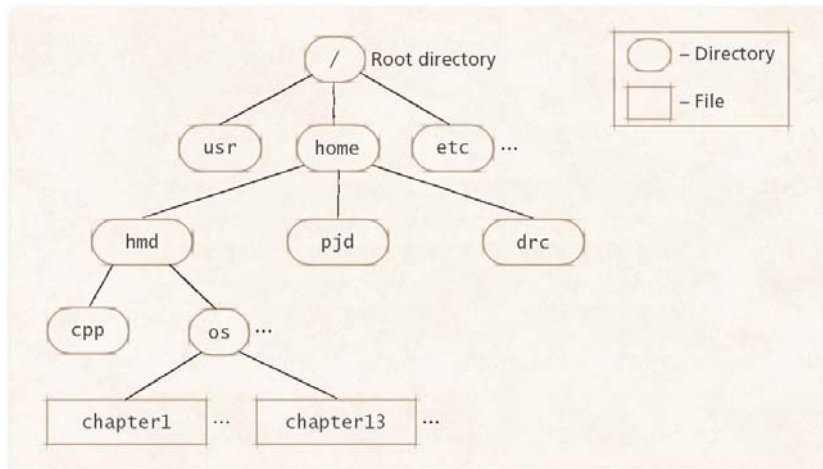 / Root directory
– Directory
– File
usr home etc ...
hmd pjd drc
cpp os ...
chapter1 ... chapter13 ...